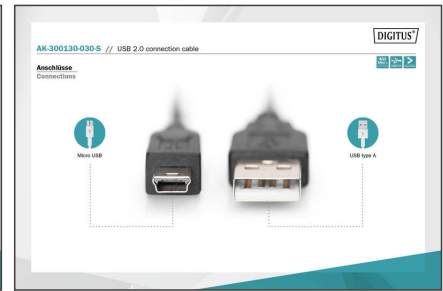 DIGITUS®
AK-300130-030-S // USB 2.0 connection cable
Anschlüsse
Connections
Micro USB
USB type A